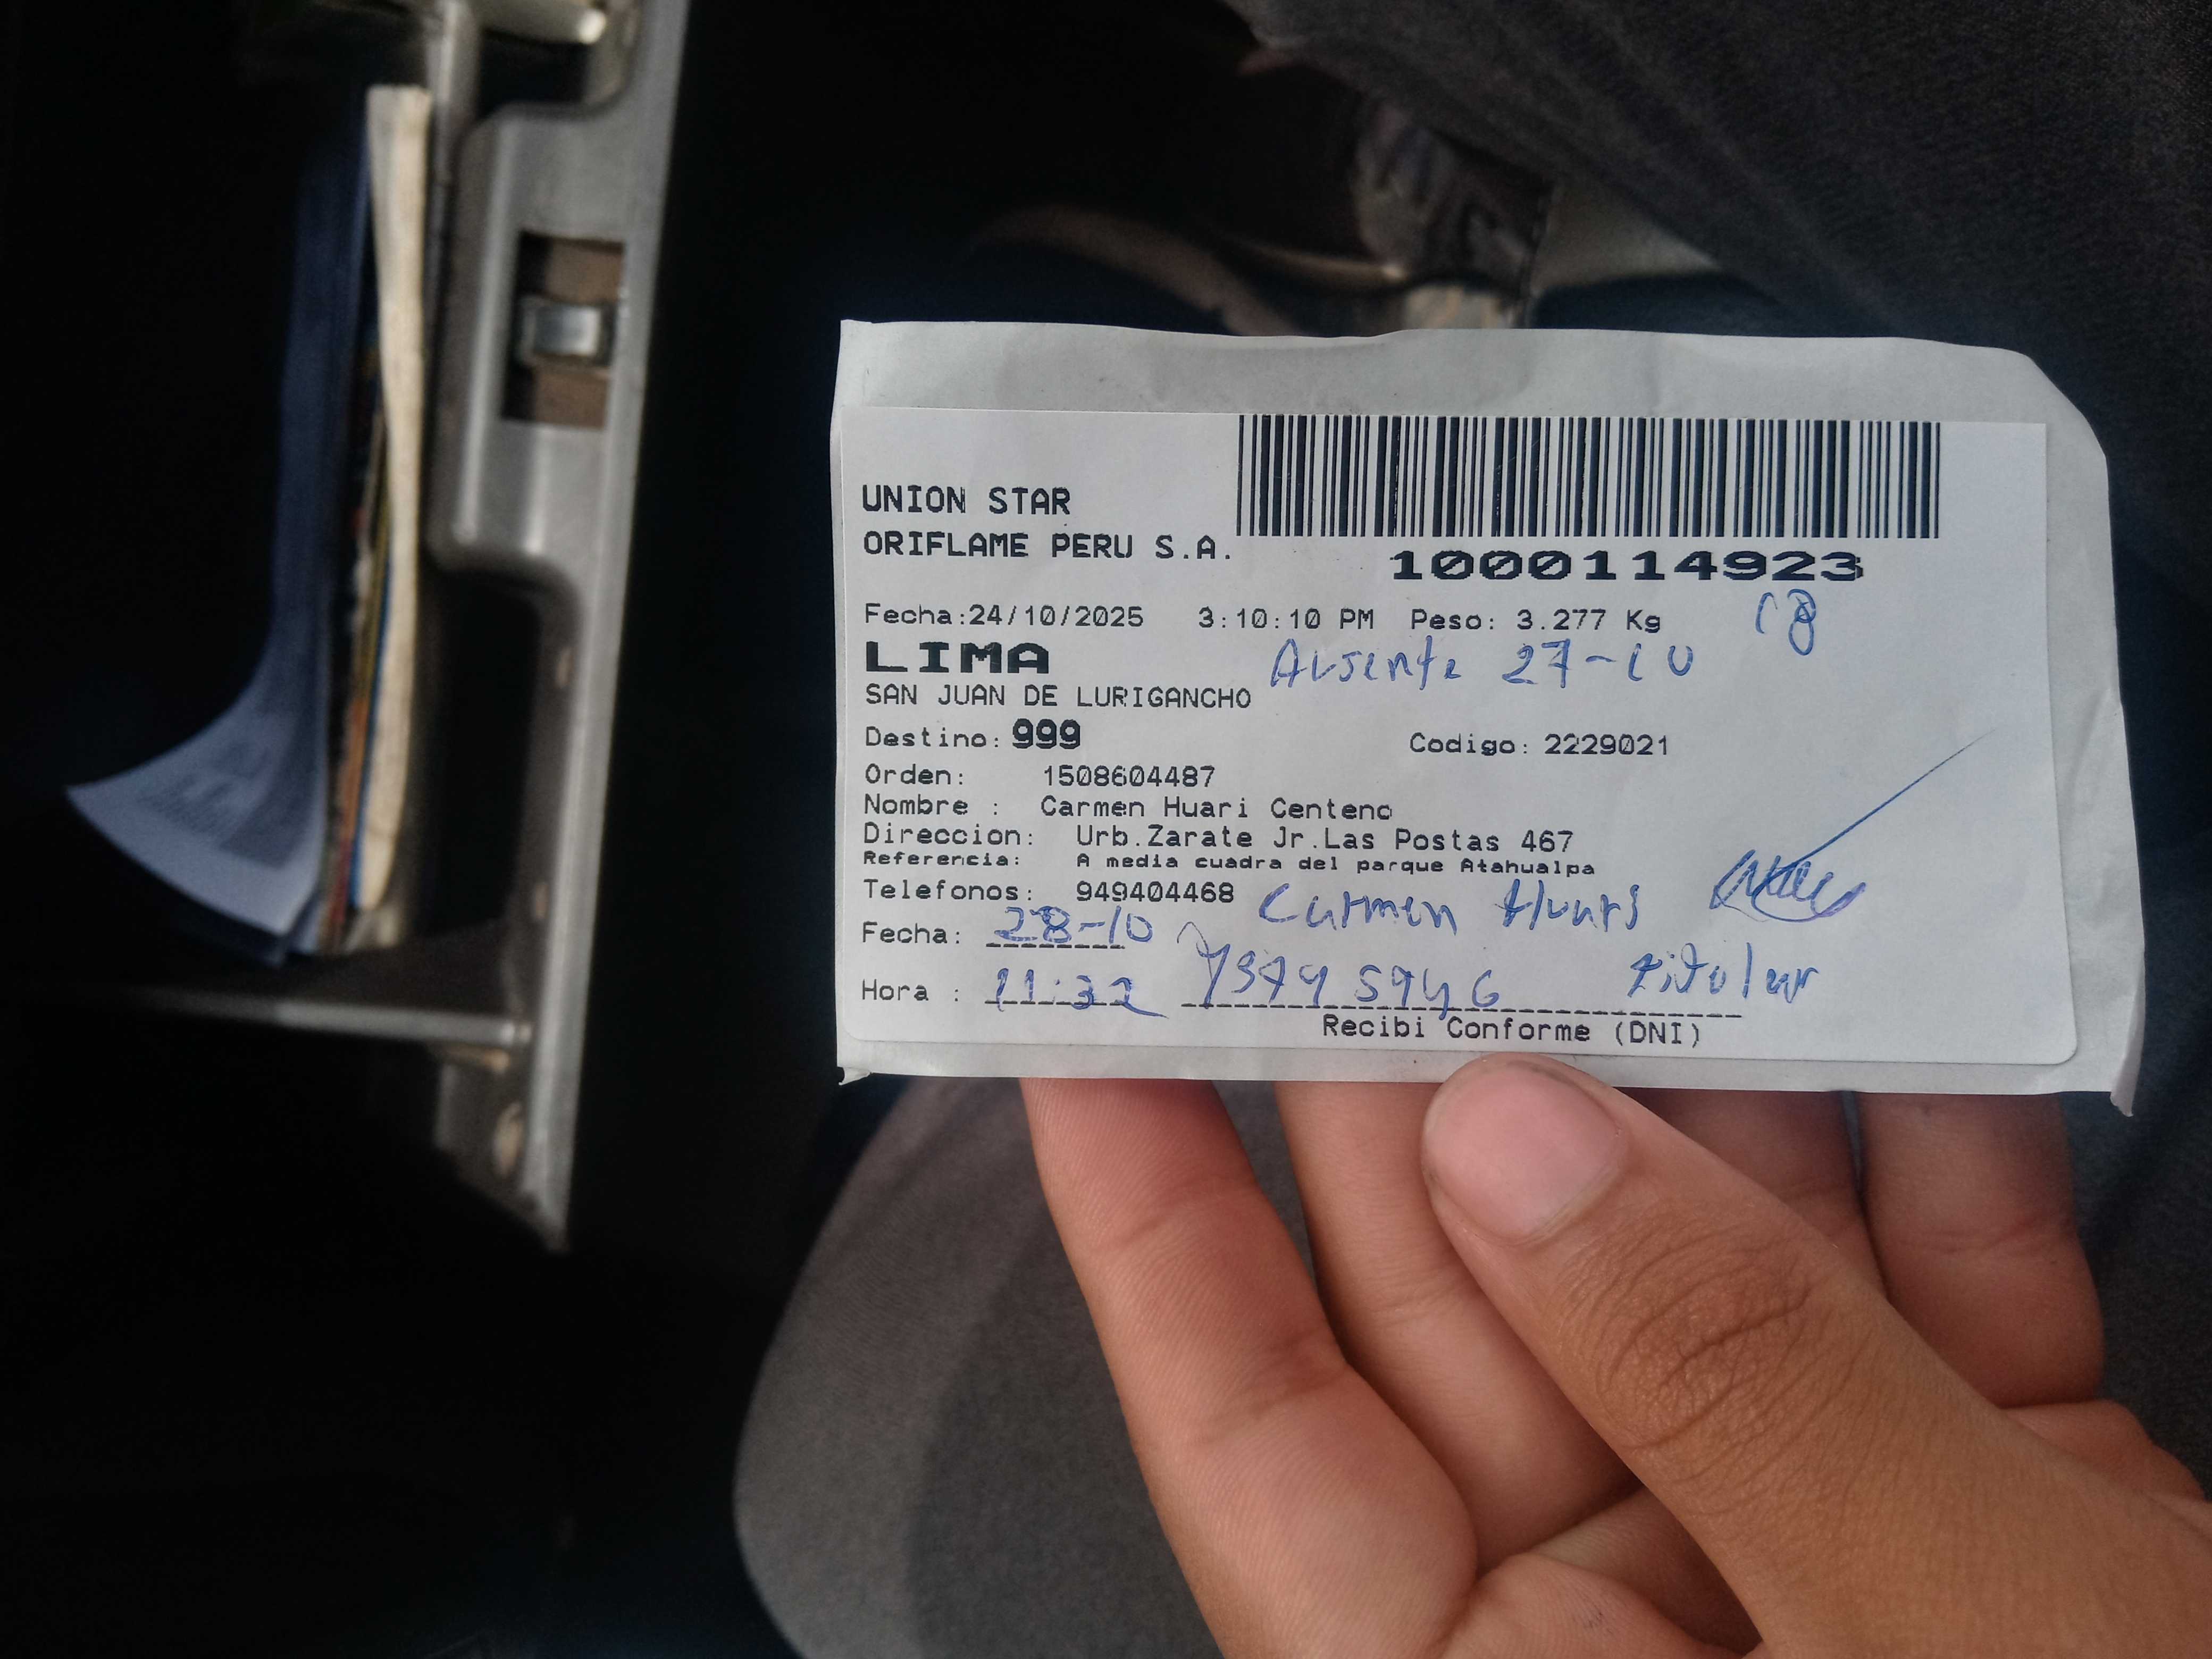 UNION STAR
ORIFLAME PERU S.A.
1000114923
Fecha:24/10/2025 3:10:10 PM Peso: 3.277 Kg
LIMA Ausente 27-10
SAN JUAN DE LURIGANCHO
Destino: 999 Codigo: 2229021
Orden: 1508604487
Nombre : Carmen Huari Centeno
Direccion: Urb.Zarate Jr.Las Postas 467
Referencia: A media cuadra del parque Atahualpa
Telefonos: 949404468 Carmen
Fecha: 28-10
Hora : 11:32 titular
Recibi Conforme (DNI)